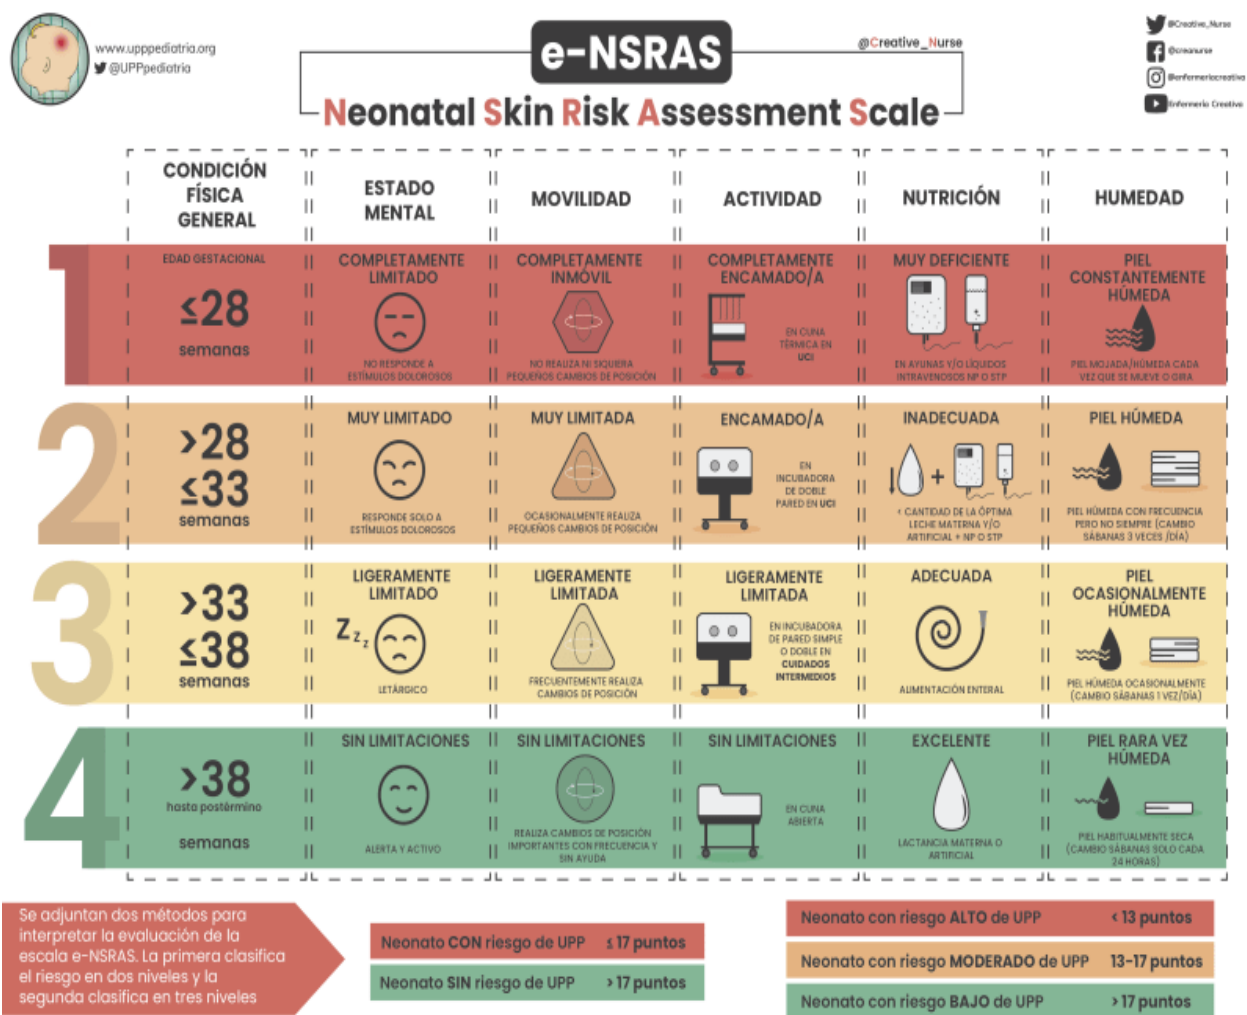 www.upppediatria.org
@UPPpediatria
e-NSRAS
@Creative_Nurse
Neonatal Skin Risk Assessment Scale
@Creative_Nurse
@creanurse
@enfermeriacreativa
Enfermería Creativa
CONDICIÓN
FÍSICA
GENERAL
ESTADO
MENTAL
MOVILIDAD
ACTIVIDAD
NUTRICIÓN
HUMEDAD
1
EDAD GESTACIONAL
≤28
semanas
COMPLETAMENTE
LIMITADO
NO RESPONDE A
ESTÍMULOS DOLOROSOS
COMPLETAMENTE
INMÓVIL
NO REALIZA NI SIQUIERA
PEQUEÑOS CAMBIOS DE POSICIÓN
COMPLETAMENTE
ENCAMADO/A
EN CUNA
TÉRMICA EN
UCI
MUY DEFICIENTE
EN AYUNAS Y/O LÍQUIDOS
INTRAVENOSOS NP O STP
PIEL
CONSTANTEMENTE
HÚMEDA
PIEL MOJADA/HÚMEDA CADA
VEZ QUE SE MUEVE O GIRA
2
>28
≤33
semanas
MUY LIMITADO
RESPONDE SOLO A
ESTÍMULOS DOLOROSOS
MUY LIMITADA
OCASIONALMENTE REALIZA
PEQUEÑOS CAMBIOS DE POSICIÓN
ENCAMADO/A
EN
INCUBADORA
DE DOBLE
PARED EN UCI
INADECUADA
+
< CANTIDAD DE LA ÓPTIMA
LECHE MATERNA Y/O
ARTIFICIAL + NP O STP
PIEL HÚMEDA
PIEL HÚMEDA CON FRECUENCIA
PERO NO SIEMPRE (CAMBIO
SÁBANAS 3 VECES /DÍA)
3
>33
≤38
semanas
LIGERAMENTE
LIMITADO
Z z z
LETÁRGICO
LIGERAMENTE
LIMITADA
FRECUENTEMENTE REALIZA
CAMBIOS DE POSICIÓN
LIGERAMENTE
LIMITADA
EN INCUBADORA
DE PARED SIMPLE
O DOBLE EN
CUIDADOS
INTERMEDIOS
ADECUADA
ALIMENTACIÓN ENTERAL
PIEL
OCASIONALMENTE
HÚMEDA
PIEL HÚMEDA OCASIONALMENTE
(CAMBIO SÁBANAS 1 VEZ/DÍA)
4
>38
hasta postérmino
semanas
SIN LIMITACIONES
ALERTA Y ACTIVO
SIN LIMITACIONES
REALIZA CAMBIOS DE POSICIÓN
IMPORTANTES CON FRECUENCIA Y
SIN AYUDA
SIN LIMITACIONES
EN CUNA
ABIERTA
EXCELENTE
LACTANCIA MATERNA O
ARTIFICIAL
PIEL RARA VEZ
HÚMEDA
PIEL HABITUALMENTE SECA
(CAMBIO SÁBANAS SOLO CADA
24 HORAS)
Se adjuntan dos métodos para
interpretar la evaluación de la
escala e-NSRAS. La primera clasifica
el riesgo en dos niveles y la
segunda clasifica en tres niveles
Neonato CON riesgo de UPP ≤ 17 puntos
Neonato SIN riesgo de UPP > 17 puntos
Neonato con riesgo ALTO de UPP < 13 puntos
Neonato con riesgo MODERADO de UPP 13-17 puntos
Neonato con riesgo BAJO de UPP > 17 puntos